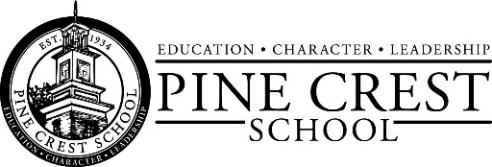 EST. 1934
PINE CREST SCHOOL
EDUCATION • CHARACTER • LEADERSHIP
EDUCATION • CHARACTER • LEADERSHIP
PINE CREST
SCHOOL